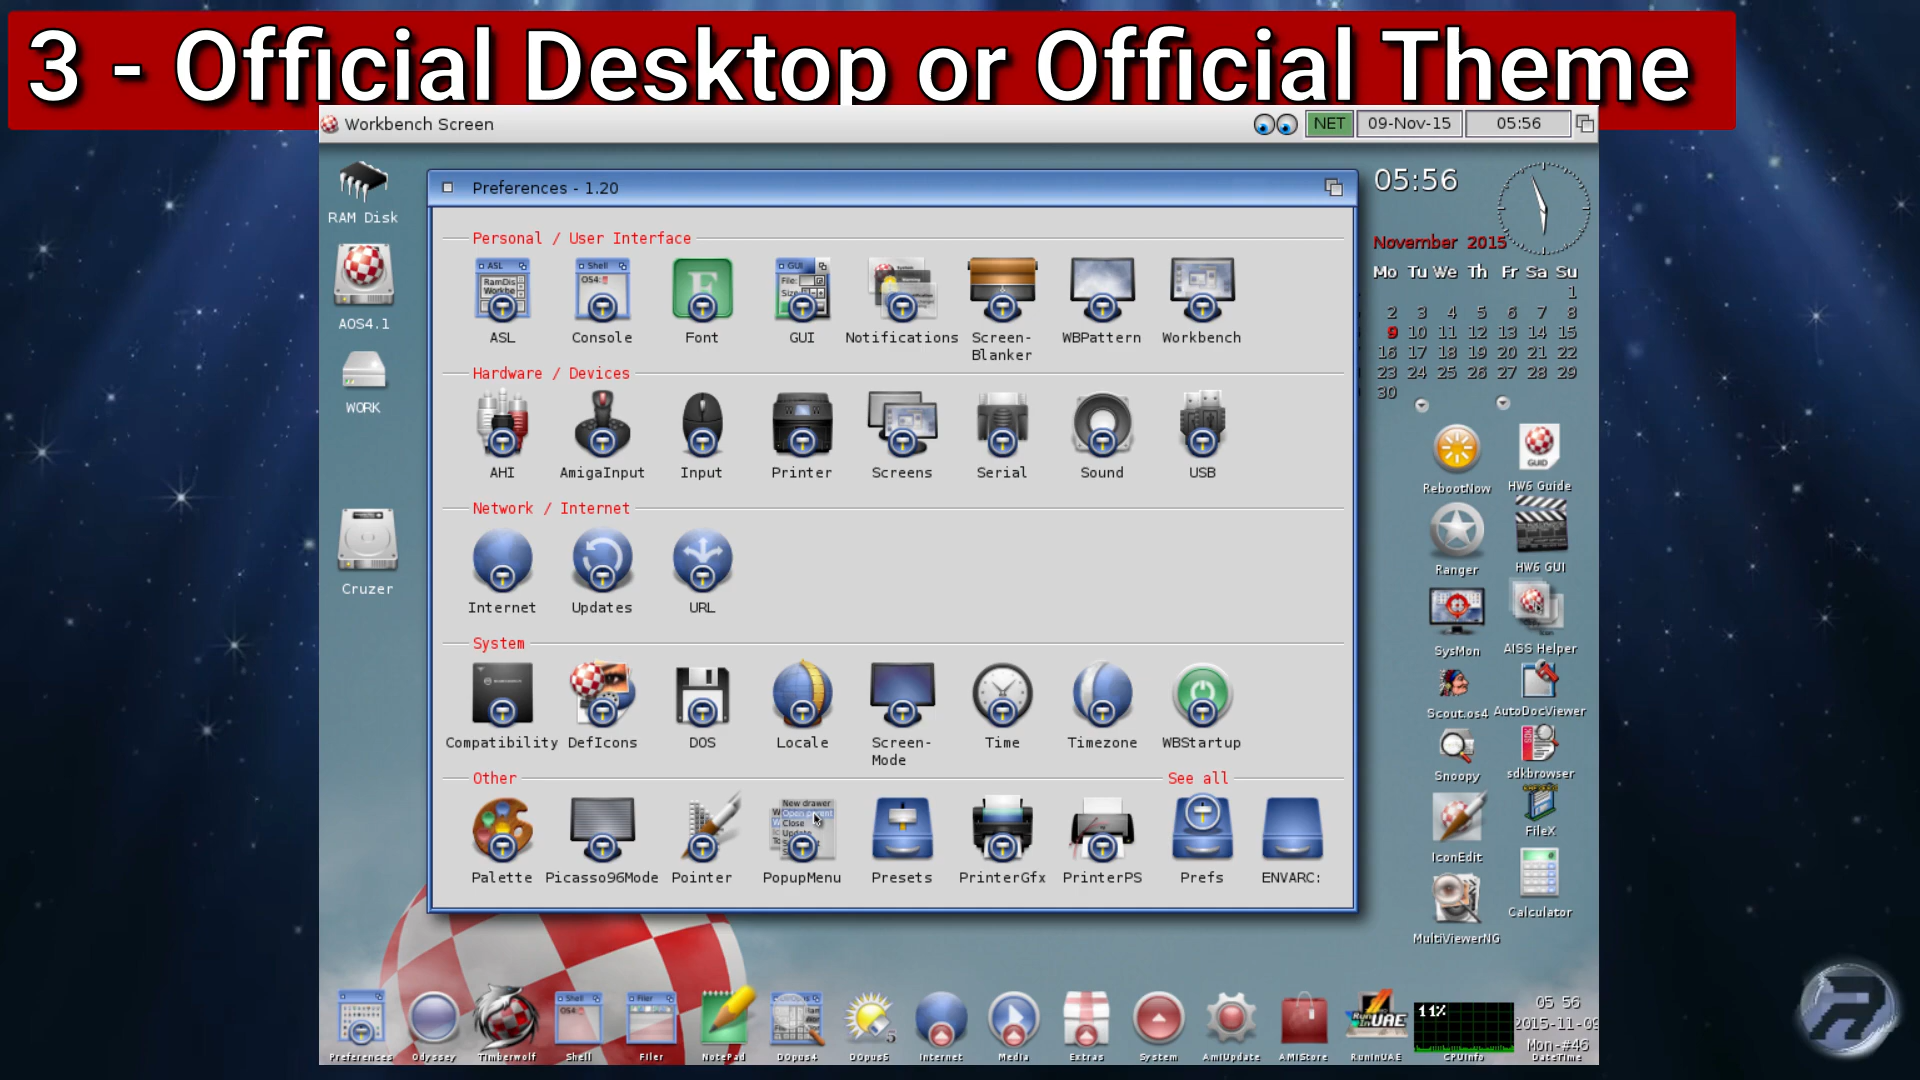 3 - Official Desktop or Official Theme
Workbench Screen
NET
09-Nov-15
05:56
RAM Disk
AOS4.1
WORK
Cruzer
Preferences - 1.20
Personal / User Interface
ASL
Console
Font
GUI
Notifications
Screen-
Blanker
WBPattern
Workbench
Hardware / Devices
AHI
AmigaInput
Input
Printer
Screens
Serial
Sound
USB
Network / Internet
Internet
Updates
URL
System
Compatibility
DefIcons
DOS
Locale
Screen-
Mode
Time
Timezone
WBStartup
Other
See all
New drawer
Open parent
Close
Update
Palette
Picasso96Mode
Pointer
PopupMenu
Presets
PrinterGfx
PrinterPS
Prefs
ENVARC:
05:56
November 2015
Mo Tu We Th Fr Sa Su
1
2 3 4 5 6 7 8
9 10 11 12 13 14 15
16 17 18 19 20 21 22
23 24 25 26 27 28 29
30
RebootNow
GUID
HW6 Guide
Ranger
HW6 GUI
SysMon
AISS Helper
Scout.os4
AutoDocViewer
Snoopy
sdkbrowser
IconEdit
FileX
MultiViewerNG
Calculator
Preferences
Odyssey
Timberwolf
Shell
Filer
NotePad
DOpus4
DOpus5
Internet
Media
Extras
System
AmiUpdate
AMIStore
RunInUAE
11%
CPUInfo
05 56
2015-11-09
Mon-#46
DateTime